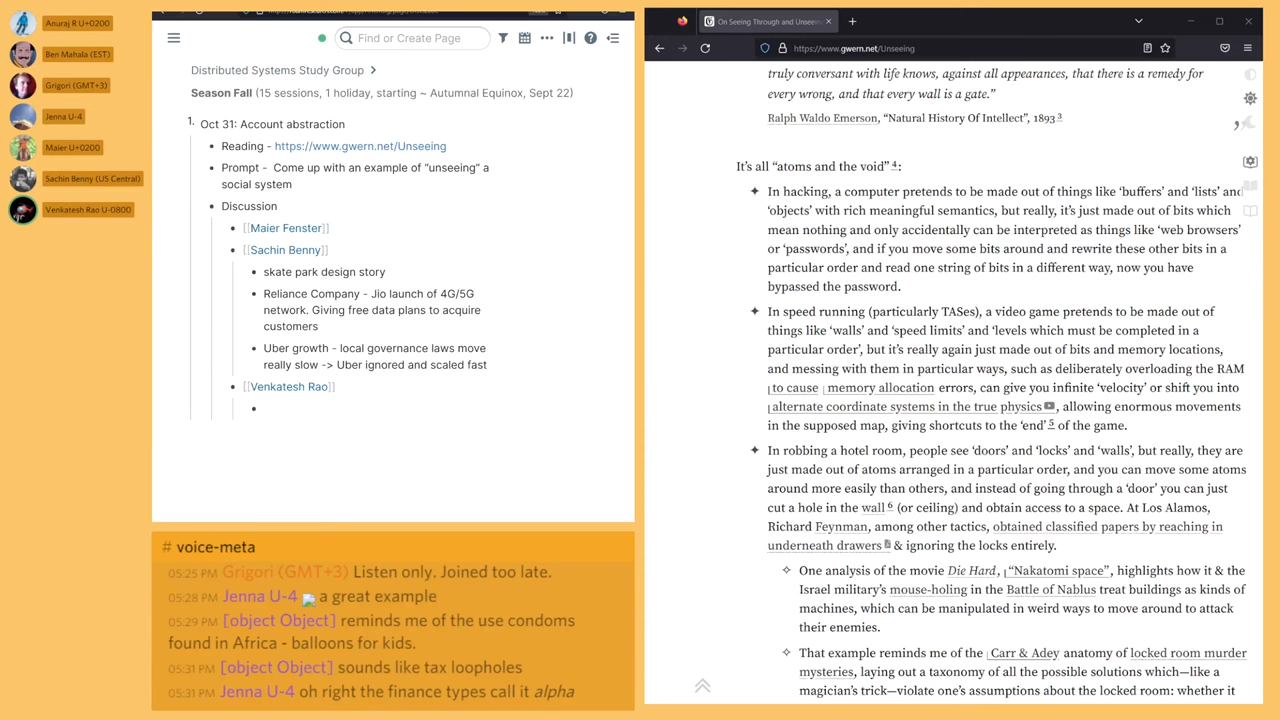 Anuraj R U+0200
Ben Mahala (EST)
Grigori (GMT+3)
Jenna U-4
Maier U+0200
Sachin Benny (US Central)
Venkatesh Rao U-0800
Find or Create Page
Distributed Systems Study Group
Season Fall (15 sessions, 1 holiday, starting ~ Autumnal Equinox, Sept 22)
1. Oct 31: Account abstraction
Reading - https://www.gwern.net/Unseeing
Prompt - Come up with an example of “unseeing” a
social system
Discussion
[[Maier Fenster]]
[[Sachin Benny]]
skate park design story
Reliance Company - Jio launch of 4G/5G
network. Giving free data plans to acquire
customers
Uber growth - local governance laws move
really slow -> Uber ignored and scaled fast
[[Venkatesh Rao]]
# voice-meta
05:25 PM Grigori (GMT+3) Listen only. Joined too late.
05:28 PM Jenna U-4 a great example
05:29 PM [object Object] reminds me of the use condoms
found in Africa - balloons for kids.
05:31 PM [object Object] sounds like tax loopholes
05:31 PM Jenna U-4 oh right the finance types call it alpha
On Seeing Through and Unseein
https://www.gwern.net/Unseeing
truly conversant with life knows, against all appearances, that there is a remedy for
every wrong, and that every wall is a gate.”
Ralph Waldo Emerson, “Natural History Of Intellect”, 1893 3
It’s all “atoms and the void” 4:
In hacking, a computer pretends to be made out of things like ‘buffers’ and ‘lists’ and
‘objects’ with rich meaningful semantics, but really, it’s just made out of bits which
mean nothing and only accidentally can be interpreted as things like ‘web browsers’
or ‘passwords’, and if you move some bits around and rewrite these other bits in a
particular order and read one string of bits in a different way, now you have
bypassed the password.
In speed running (particularly TASes), a video game pretends to be made out of
things like ‘walls’ and ‘speed limits’ and ‘levels which must be completed in a
particular order’, but it’s really again just made out of bits and memory locations,
and messing with them in particular ways, such as deliberately overloading the RAM
to cause memory allocation errors, can give you infinite ‘velocity’ or shift you into
alternate coordinate systems in the true physics, allowing enormous movements
in the supposed map, giving shortcuts to the ‘end’ 5 of the game.
In robbing a hotel room, people see ‘doors’ and ‘locks’ and ‘walls’, but really, they are
just made out of atoms arranged in a particular order, and you can move some atoms
around more easily than others, and instead of going through a ‘door’ you can just
cut a hole in the wall 6 (or ceiling) and obtain access to a space. At Los Alamos,
Richard Feynman, among other tactics, obtained classified papers by reaching in
underneath drawers & ignoring the locks entirely.
One analysis of the movie Die Hard, “Nakatomi space”, highlights how it & the
Israel military’s mouse-holing in the Battle of Nablus treat buildings as kinds of
machines, which can be manipulated in weird ways to move around to attack
their enemies.
That example reminds me of the Carr & Adey anatomy of locked room murder
mysteries, laying out a taxonomy of all the possible solutions which—like a
magician’s trick—violate one’s assumptions about the locked room: whether it